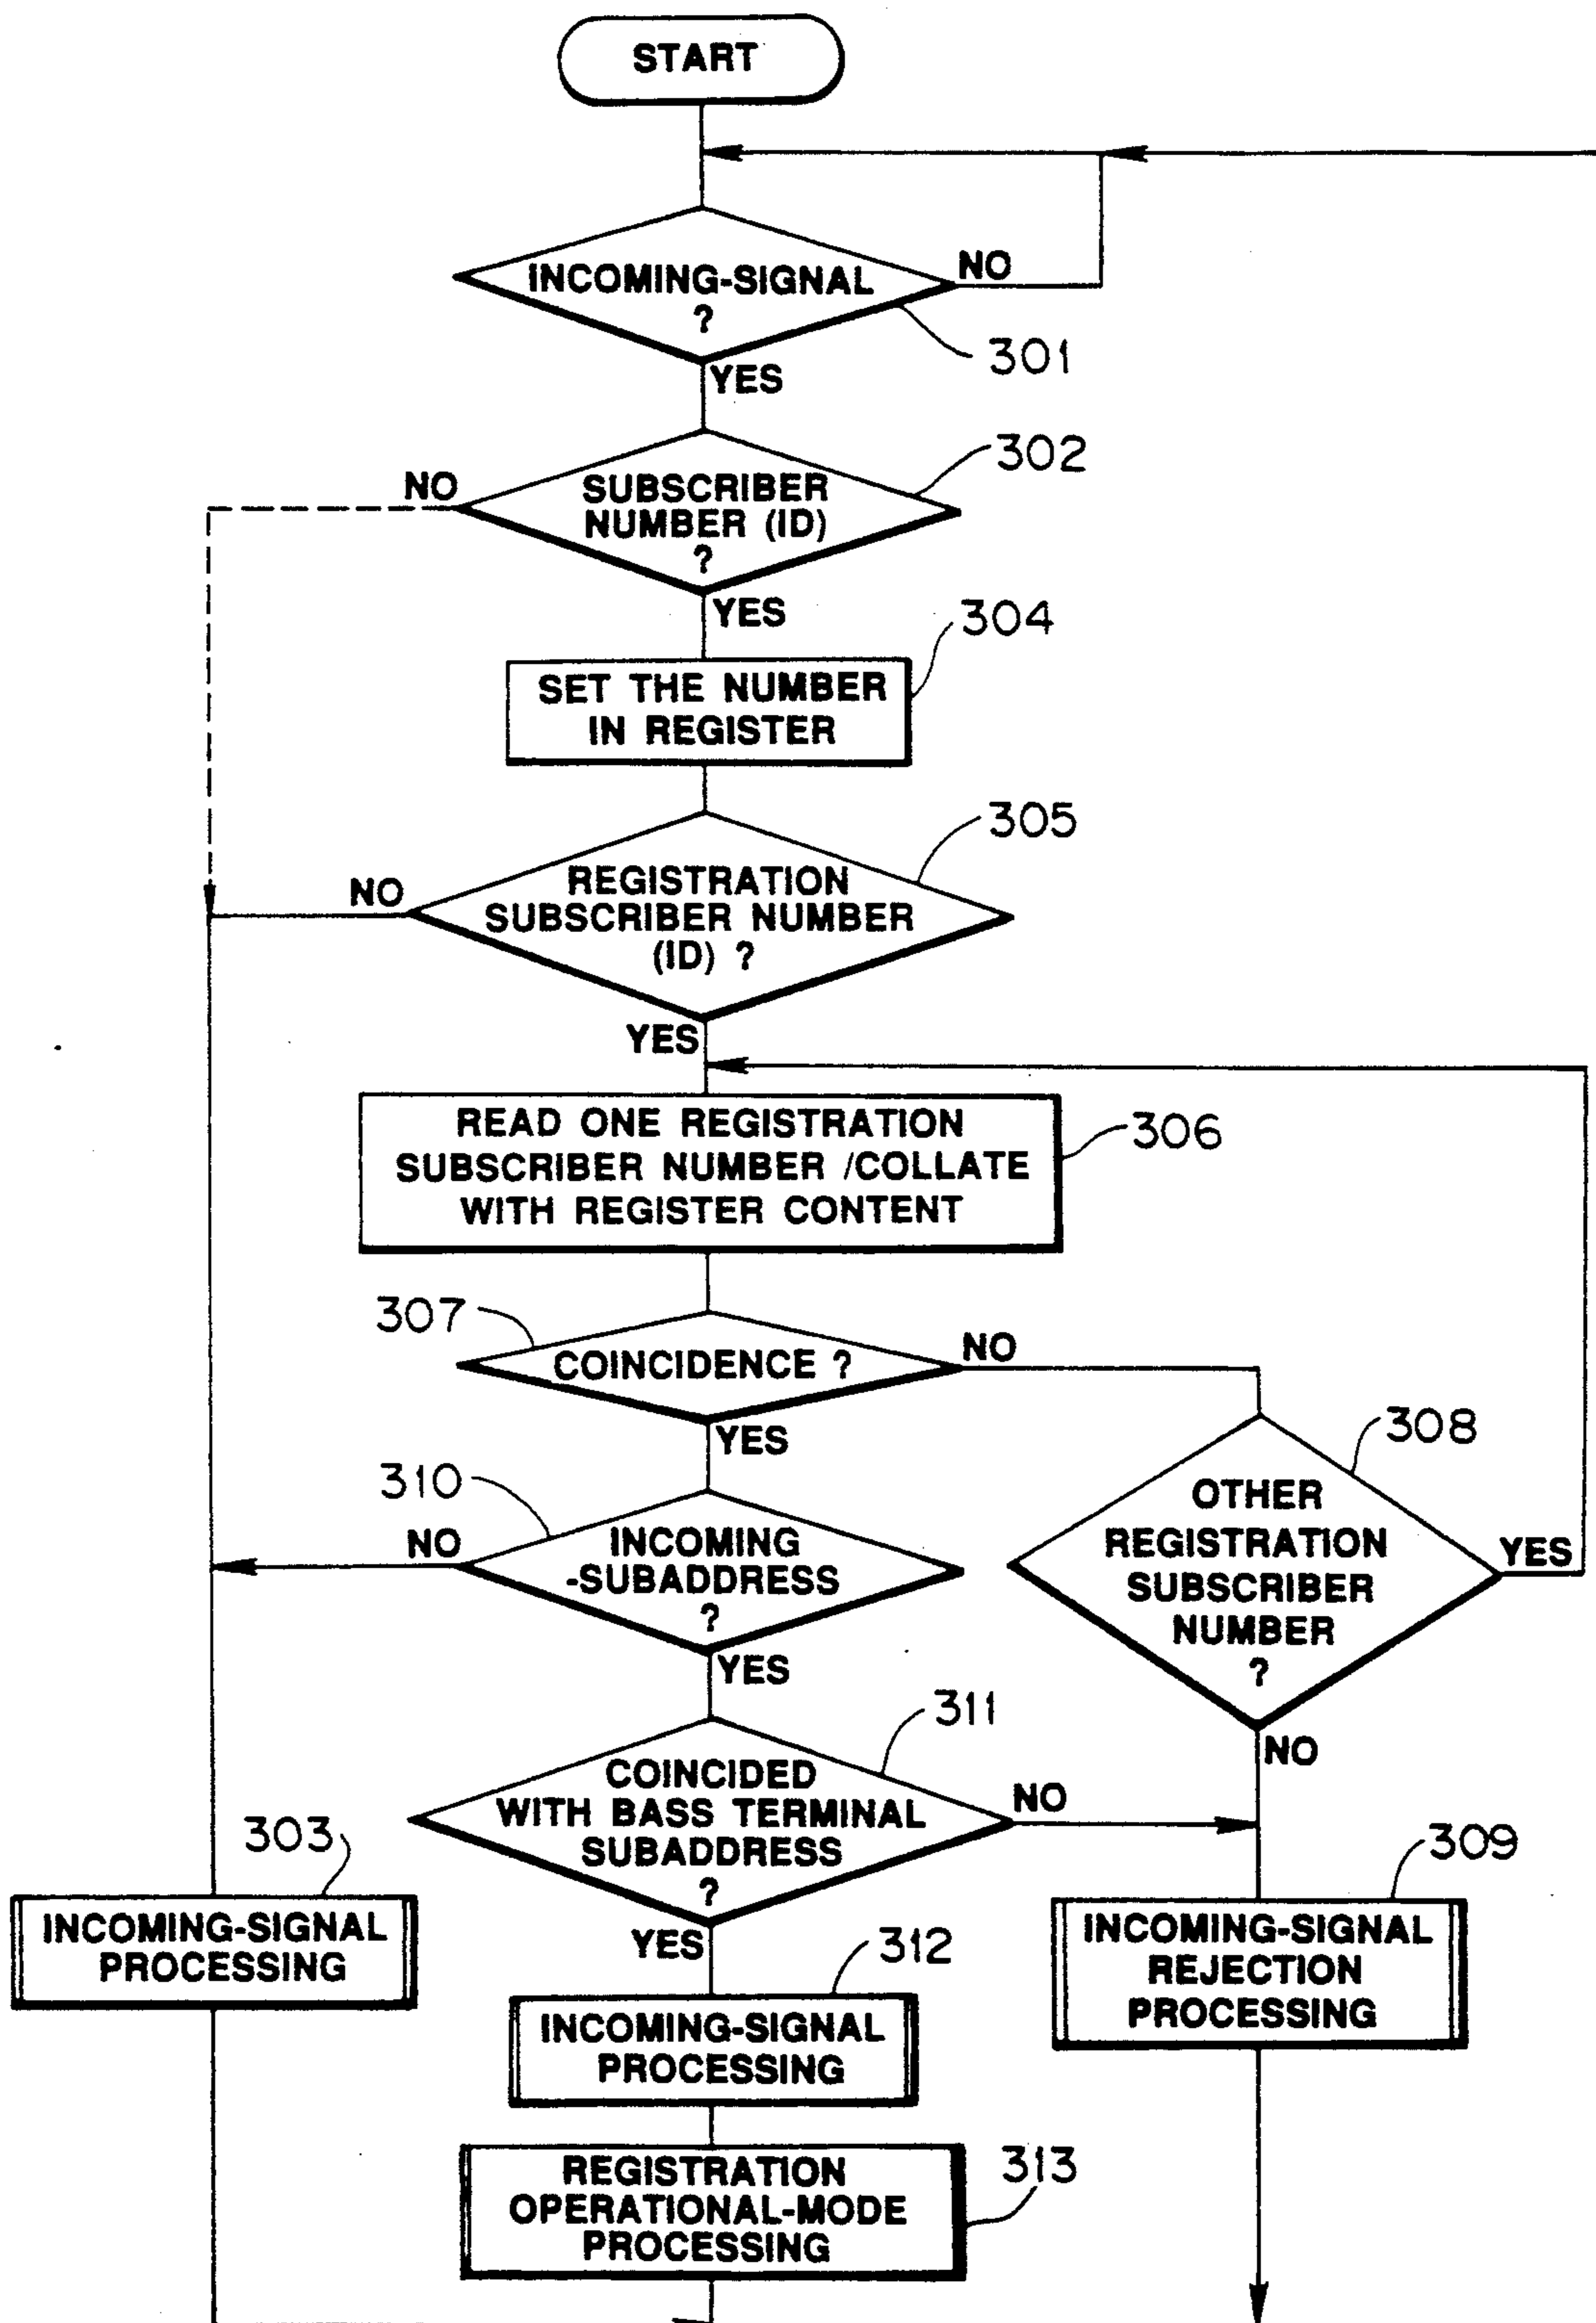 START
INCOMING-SIGNAL
?
NO
301
YES
302
NO
SUBSCRIBER
NUMBER (ID)
?
YES
304
SET THE NUMBER
IN REGISTER
305
NO
REGISTRATION
SUBSCRIBER NUMBER
(ID) ?
YES
READ ONE REGISTRATION
SUBSCRIBER NUMBER /COLLATE
WITH REGISTER CONTENT
306
307
COINCIDENCE ?
NO
YES
308
310
NO
INCOMING
-SUBADDRESS
?
YES
OTHER
REGISTRATION
SUBSCRIBER
NUMBER
?
YES
NO
311
COINCIDED
WITH BASS TERMINAL
SUBADDRESS
?
NO
YES
303
INCOMING-SIGNAL
PROCESSING
309
INCOMING-SIGNAL
REJECTION
PROCESSING
312
INCOMING-SIGNAL
PROCESSING
313
REGISTRATION
OPERATIONAL-MODE
PROCESSING